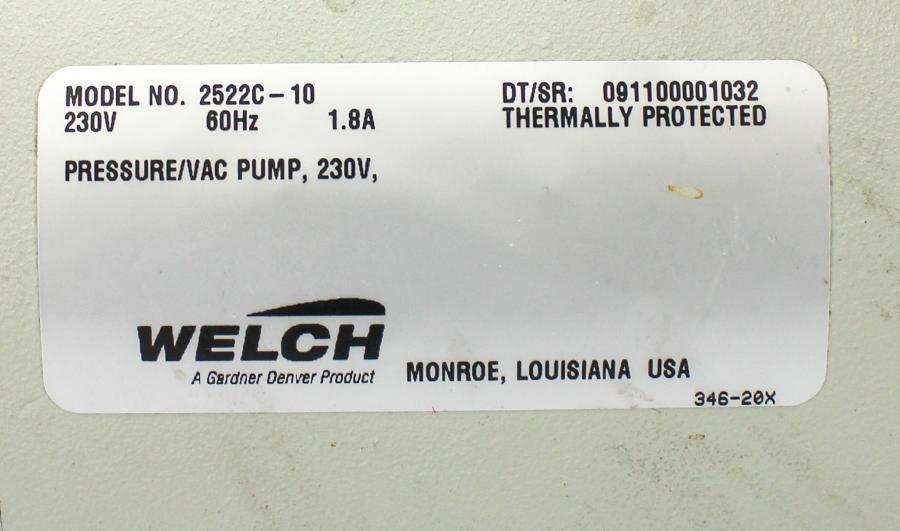 MODEL NO. 2522C-10
230V 60Hz 1.8A
DT/SR: 091100001032
THERMALLY PROTECTED
PRESSURE/VAC PUMP, 230V,
WELCH
A Gardner Denver Product
MONROE, LOUISIANA USA
346-20X